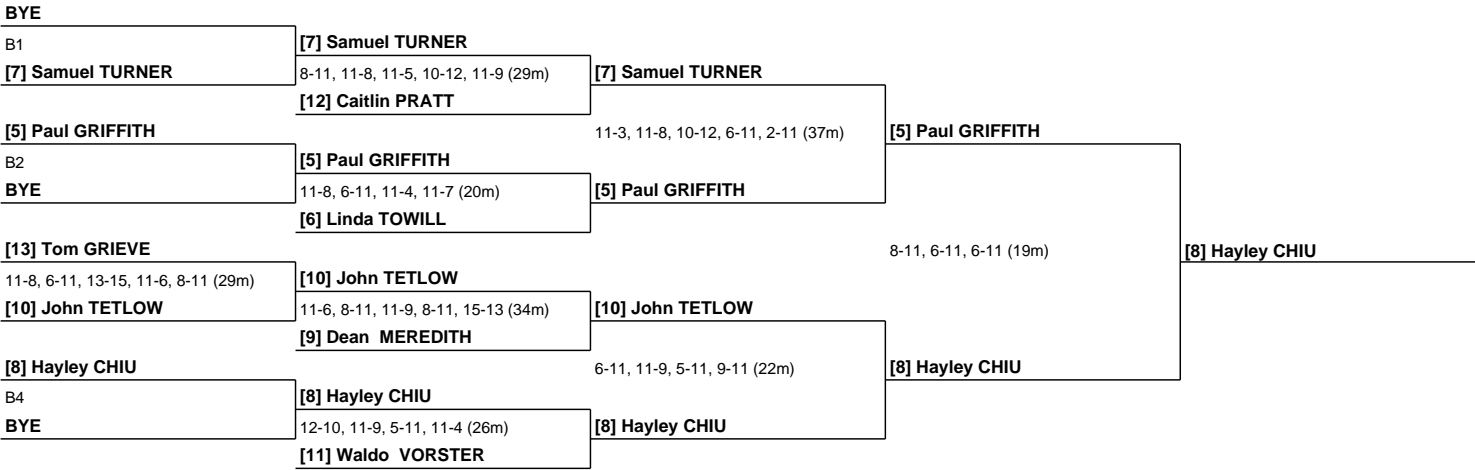 BYE
B1
[7] Samuel TURNER
[5] Paul GRIFFITH
B2
BYE
[13] Tom GRIEVE
11-8, 6-11, 13-15, 11-6, 8-11 (29m)
[10] John TETLOW
[8] Hayley CHIU
B4
BYE
[7] Samuel TURNER
8-11, 11-8, 11-5, 10-12, 11-9 (29m)
[12] Caitlin PRATT
[5] Paul GRIFFITH
11-8, 6-11, 11-4, 11-7 (20m)
[6] Linda TOWILL
[10] John TETLOW
11-6, 8-11, 11-9, 8-11, 15-13 (34m)
[9] Dean  MEREDITH
[8] Hayley CHIU
12-10, 11-9, 5-11, 11-4 (26m)
[11] Waldo  VORSTER
[7] Samuel TURNER
11-3, 11-8, 10-12, 6-11, 2-11 (37m)
[5] Paul GRIFFITH
[10] John TETLOW
6-11, 11-9, 5-11, 9-11 (22m)
[8] Hayley CHIU
[5] Paul GRIFFITH
8-11, 6-11, 6-11 (19m)
[8] Hayley CHIU
[8] Hayley CHIU